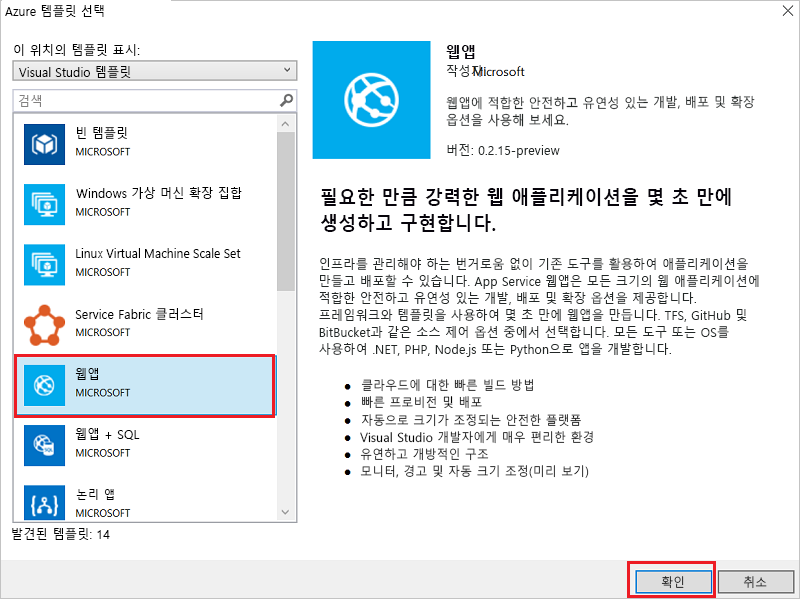 Azure 템플릿 선택
이 위치의 템플릿 표시:
Visual Studio 템플릿
검색
빈 템플릿
MICROSOFT
Windows 가상 머신 확장 집합
MICROSOFT
Linux Virtual Machine Scale Set
MICROSOFT
Service Fabric 클러스터
MICROSOFT
웹앱
MICROSOFT
웹앱 + SQL
MICROSOFT
논리 앱
MICROSOFT
발견된 템플릿: 14
웹앱
작성자Microsoft
웹앱에 적합한 안전하고 유연성 있는 개발, 배포 및 확장
옵션을 사용해 보세요.
버전: 0.2.15-preview
필요한 만큼 강력한 웹 애플리케이션을 몇 초 만에
생성하고 구현합니다.
인프라를 관리해야 하는 번거로움 없이 기존 도구를 활용하여 애플리케이션을
만들고 배포할 수 있습니다. App Service 웹앱은 모든 크기의 웹 애플리케이션에
적합한 안전하고 유연성 있는 개발, 배포 및 확장 옵션을 제공합니다.
프레임워크와 템플릿을 사용하여 몇 초 만에 웹앱을 만듭니다. TFS, GitHub 및
BitBucket과 같은 소스 제어 옵션 중에서 선택합니다. 모든 도구 또는 OS를
사용하여 .NET, PHP, Node.js 또는 Python으로 앱을 개발합니다.
● 클라우드에 대한 빠른 빌드 방법
● 빠른 프로비전 및 배포
● 자동으로 크기가 조정되는 안전한 플랫폼
● Visual Studio 개발자에게 매우 편리한 환경
● 유연하고 개방적인 구조
● 모니터, 경고 및 자동 크기 조정(미리 보기)
확인
취소